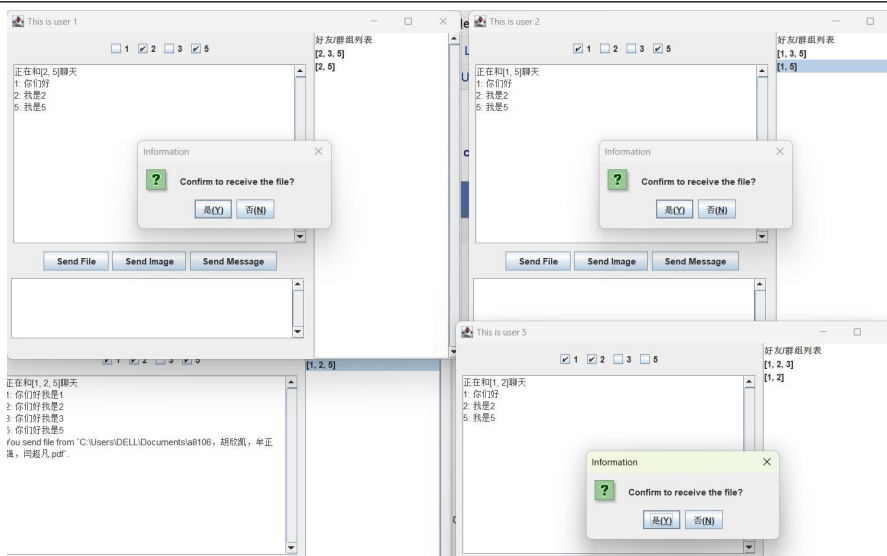 This is user 1
1 2 3 5
正在和[2, 5]聊天
1: 你们好
2: 我是2
5: 我是5
好友/群组列表
[2, 3, 5]
[2, 5]
Information
Confirm to receive the file?
是(Y) 否(N)
Send File Send Image Send Message
This is user 2
1 2 3 5
正在和[1, 5]聊天
1: 你们好
2: 我是2
5: 我是5
好友/群组列表
[1, 3, 5]
[1, 5]
Information
Confirm to receive the file?
是(Y) 否(N)
Send File Send Image Send Message
1 2 3 5
[1, 2, 5]
正在和[1, 2, 5]聊天
1: 你们好我是1
2: 你们好我是2
3: 你们好我是3
5: 你们好我是5
You send file from `C:\Users\DELL\Documents\a8106，胡欣凯，牟正
，闫超凡.pdf`.
This is user 5
1 2 3 5
正在和[1, 2]聊天
1: 你们好
2: 我是2
5: 我是5
好友/群组列表
[1, 2, 3]
[1, 2]
Information
Confirm to receive the file?
是(Y) 否(N)